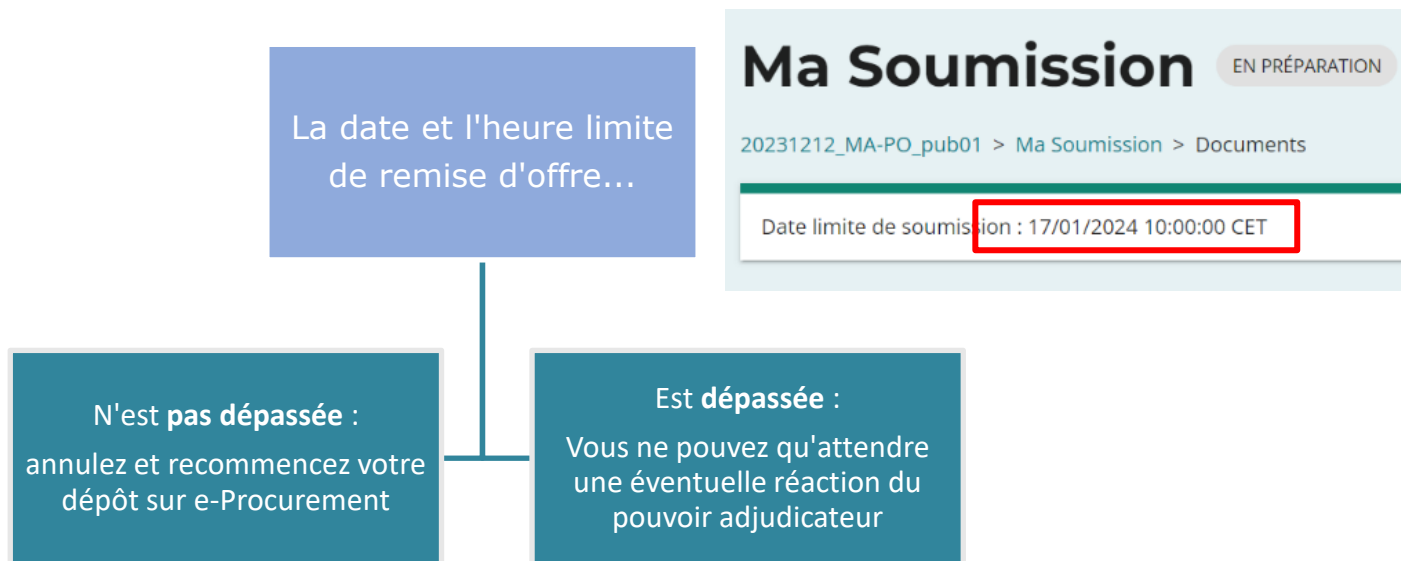 La date et l'heure limite
de remise d'offre...
Ma Soumission EN PRÉPARATION
20231212_MA-PO_pub01 > Ma Soumission > Documents
Date limite de soumission : 17/01/2024 10:00:00 CET
N'est pas dépassée :
annulez et recommencez votre
dépôt sur e-Procurement
Est dépassée :
Vous ne pouvez qu'attendre
une éventuelle réaction du
pouvoir adjudicateur